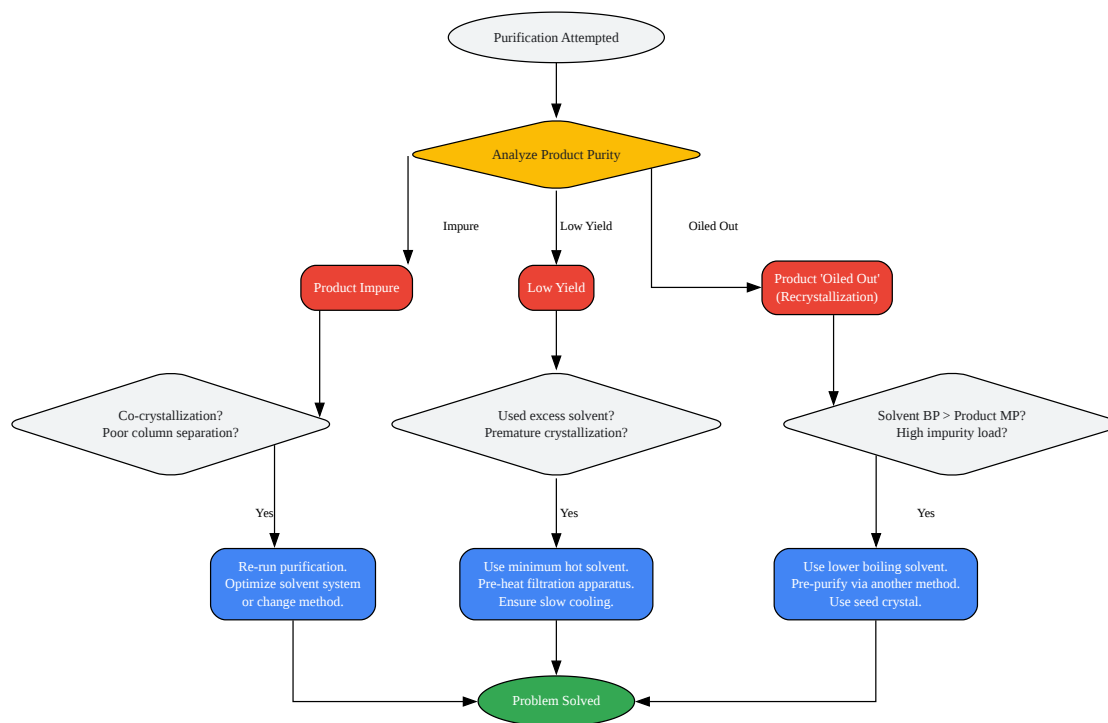 Purification Attempted
Analyze Product Purity
Impure
Low Yield
Oiled Out
Product Impure
Low Yield
Product 'Oiled Out'
(Recrystallization)
Co-crystallization?
Poor column separation?
Used excess solvent?
Premature crystallization?
Solvent BP > Product MP?
High impurity load?
Yes
Yes
Yes
Re-run purification.
Optimize solvent system
or change method.
Use minimum hot solvent.
Pre-heat filtration apparatus.
Ensure slow cooling.
Use lower boiling solvent.
Pre-purify via another method.
Use seed crystal.
Problem Solved